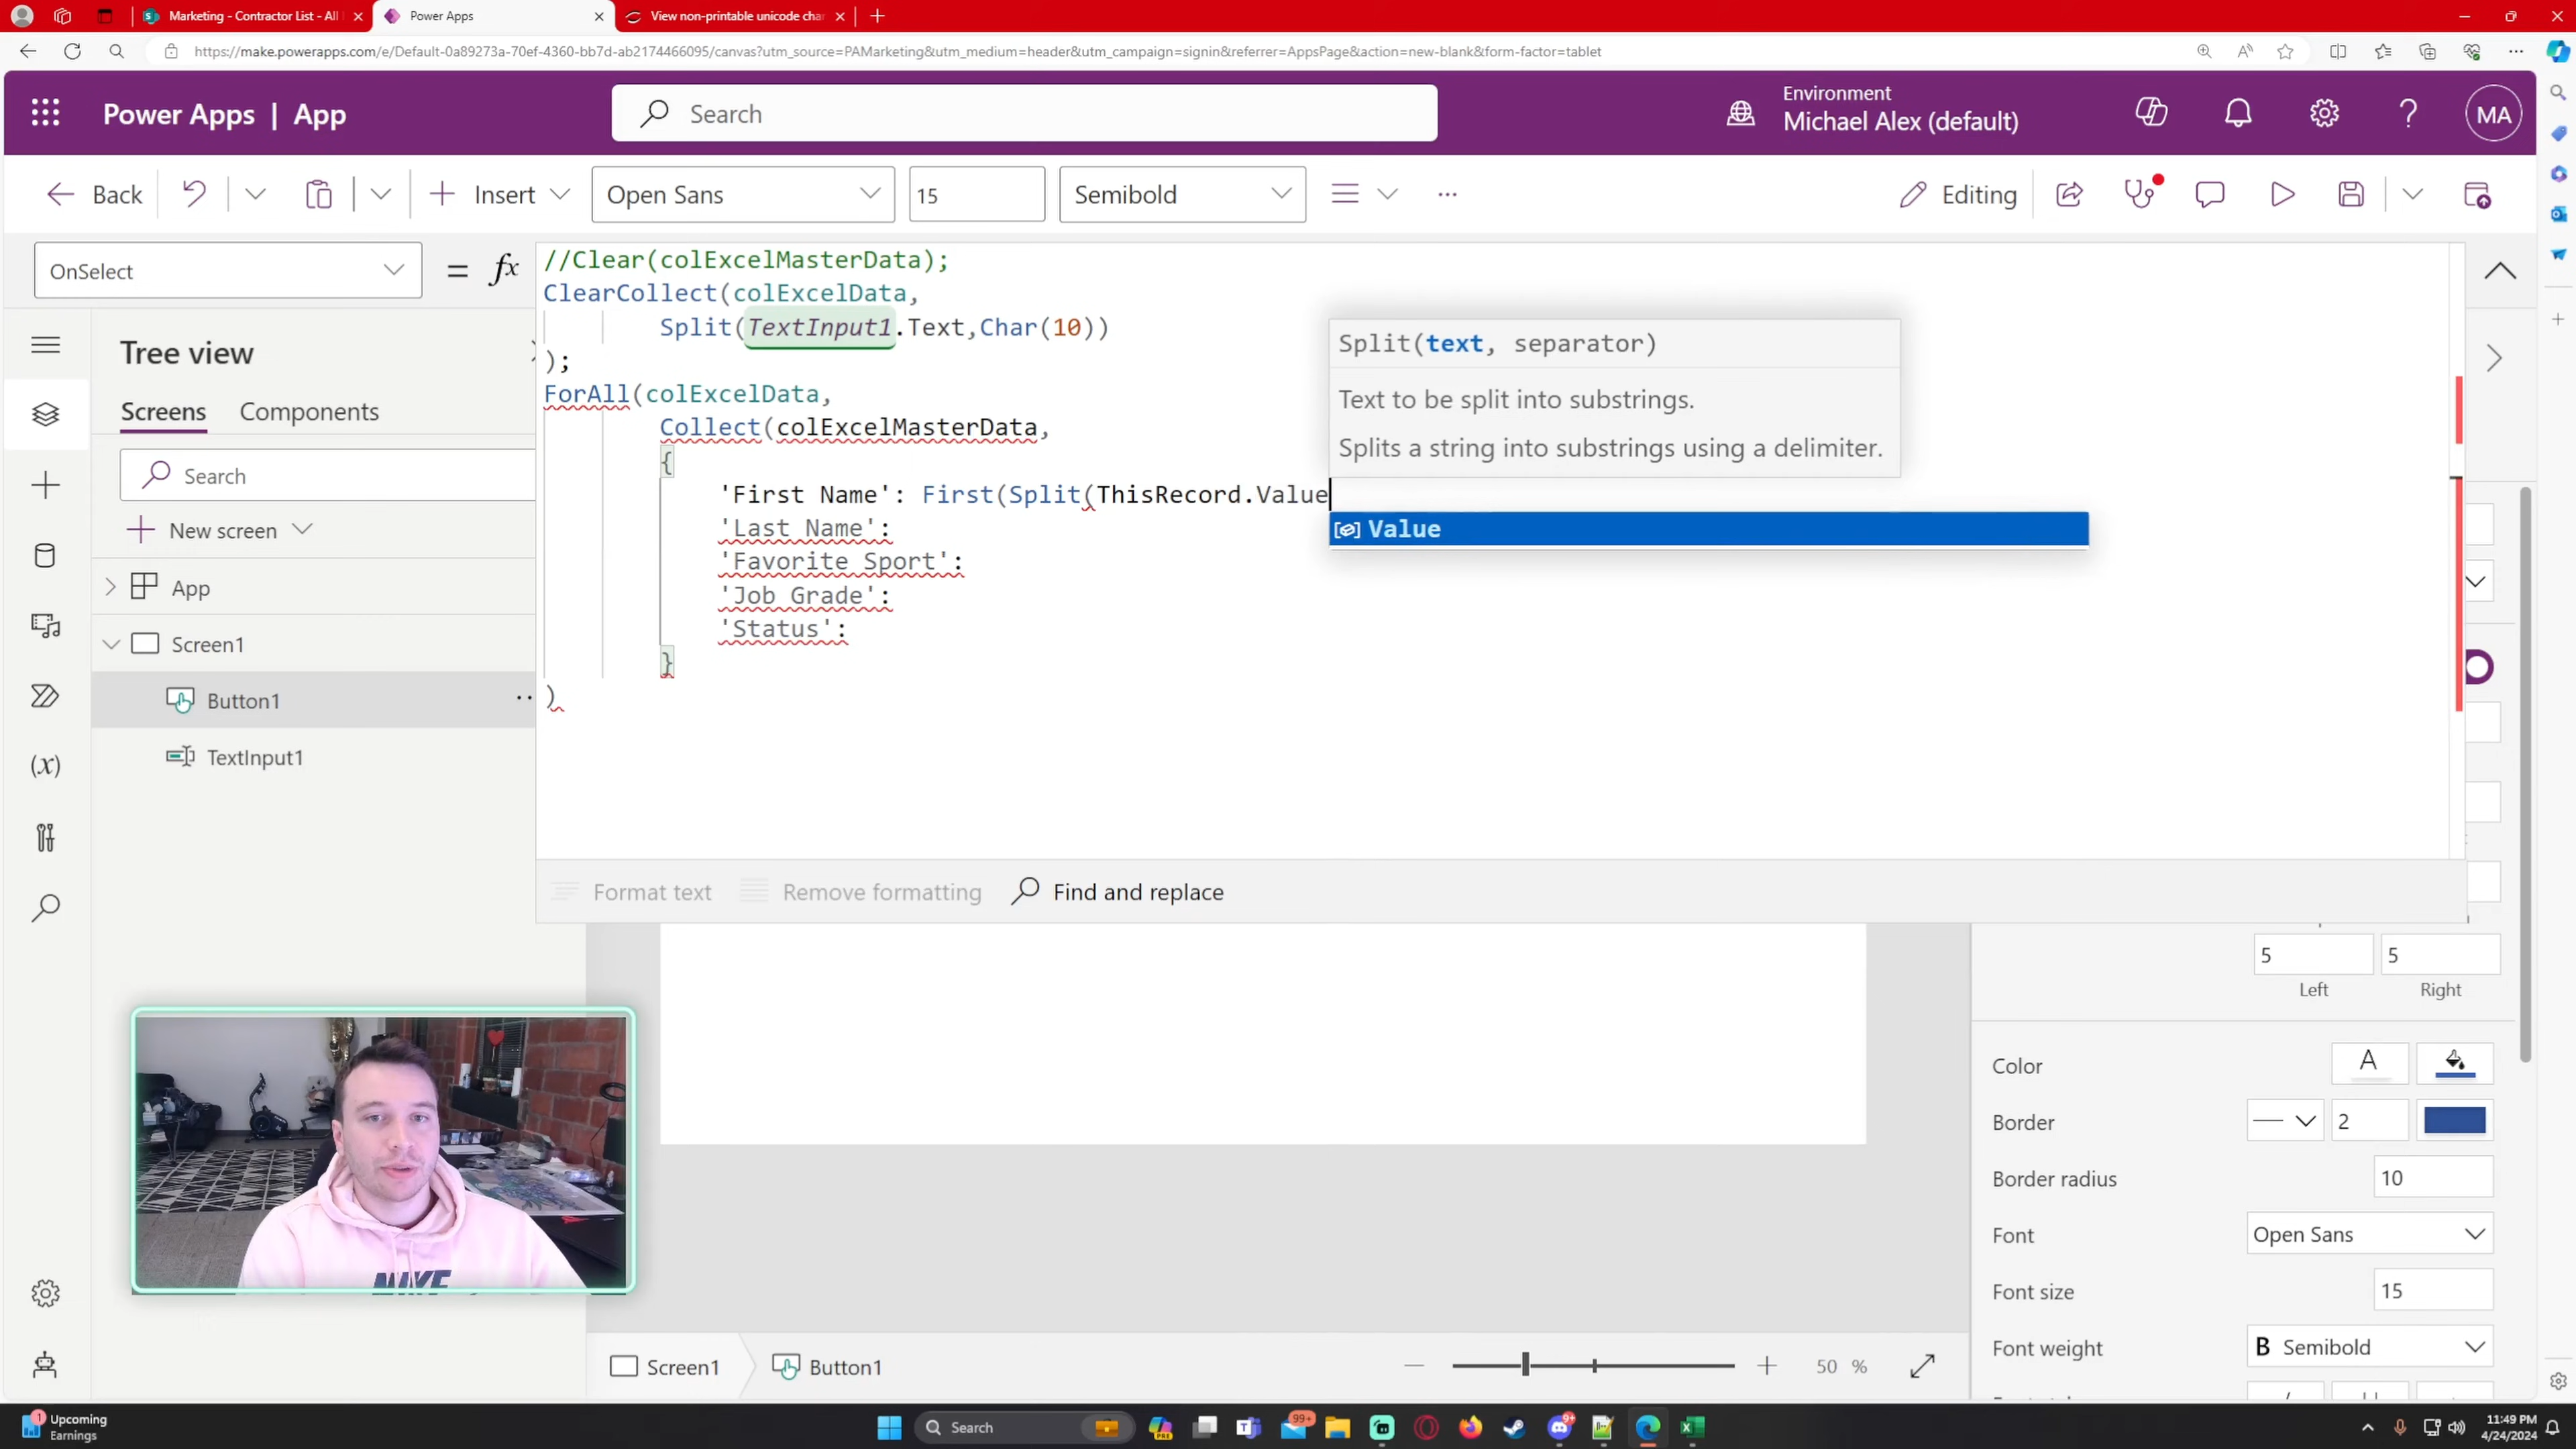 Marketing - Contractor List - All
Power Apps
View non-printable unicode cha
https://make.powerapps.com/e/Default-0a89273a-70ef-4360-bb7d-ab2174466095/canvas?utm_source=PAMarketing&utm_medium=header&utm_campaign=signin&referrer=AppsPage&action=new-blank&form-factor=tablet
Power Apps | App
Search
Environment
Michael Alex (default)
MA
Back
Insert
Open Sans
15
Semibold
Editing
OnSelect
= fx
//Clear(colExcelMasterData);
ClearCollect(colExcelData,
Split(TextInput1.Text,Char(10))
);
ForAll(colExcelData,
Collect(colExcelMasterData,
{
'First Name': First(Split(ThisRecord.Value
'Last Name':
'Favorite Sport':
'Job Grade':
'Status':
}
)
Split(text, separator)
Text to be split into substrings.
Splits a string into substrings using a delimiter.
Value
Tree view
Screens
Components
Search
New screen
App
Screen1
Button1
TextInput1
Format text
Remove formatting
Find and replace
5
5
Left
Right
Color
A
Border
2
Border radius
10
Font
Open Sans
Font size
15
Font weight
B Semibold
NIKE
Screen1
Button1
50 %
1
Upcoming
Earnings
Search
PRE
99+
9+
11:49 PM
4/24/2024